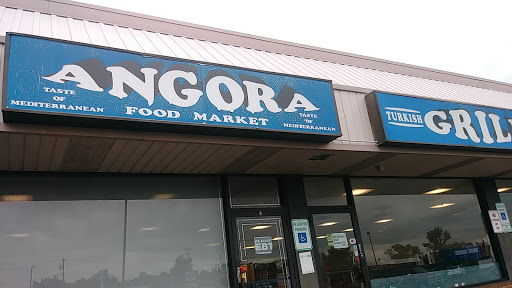 ANGORA
TASTE OF MEDITERRANEAN
FOOD MARKET
TASTE OF MEDITERRANEAN
TURKISH
GRIL
EBT